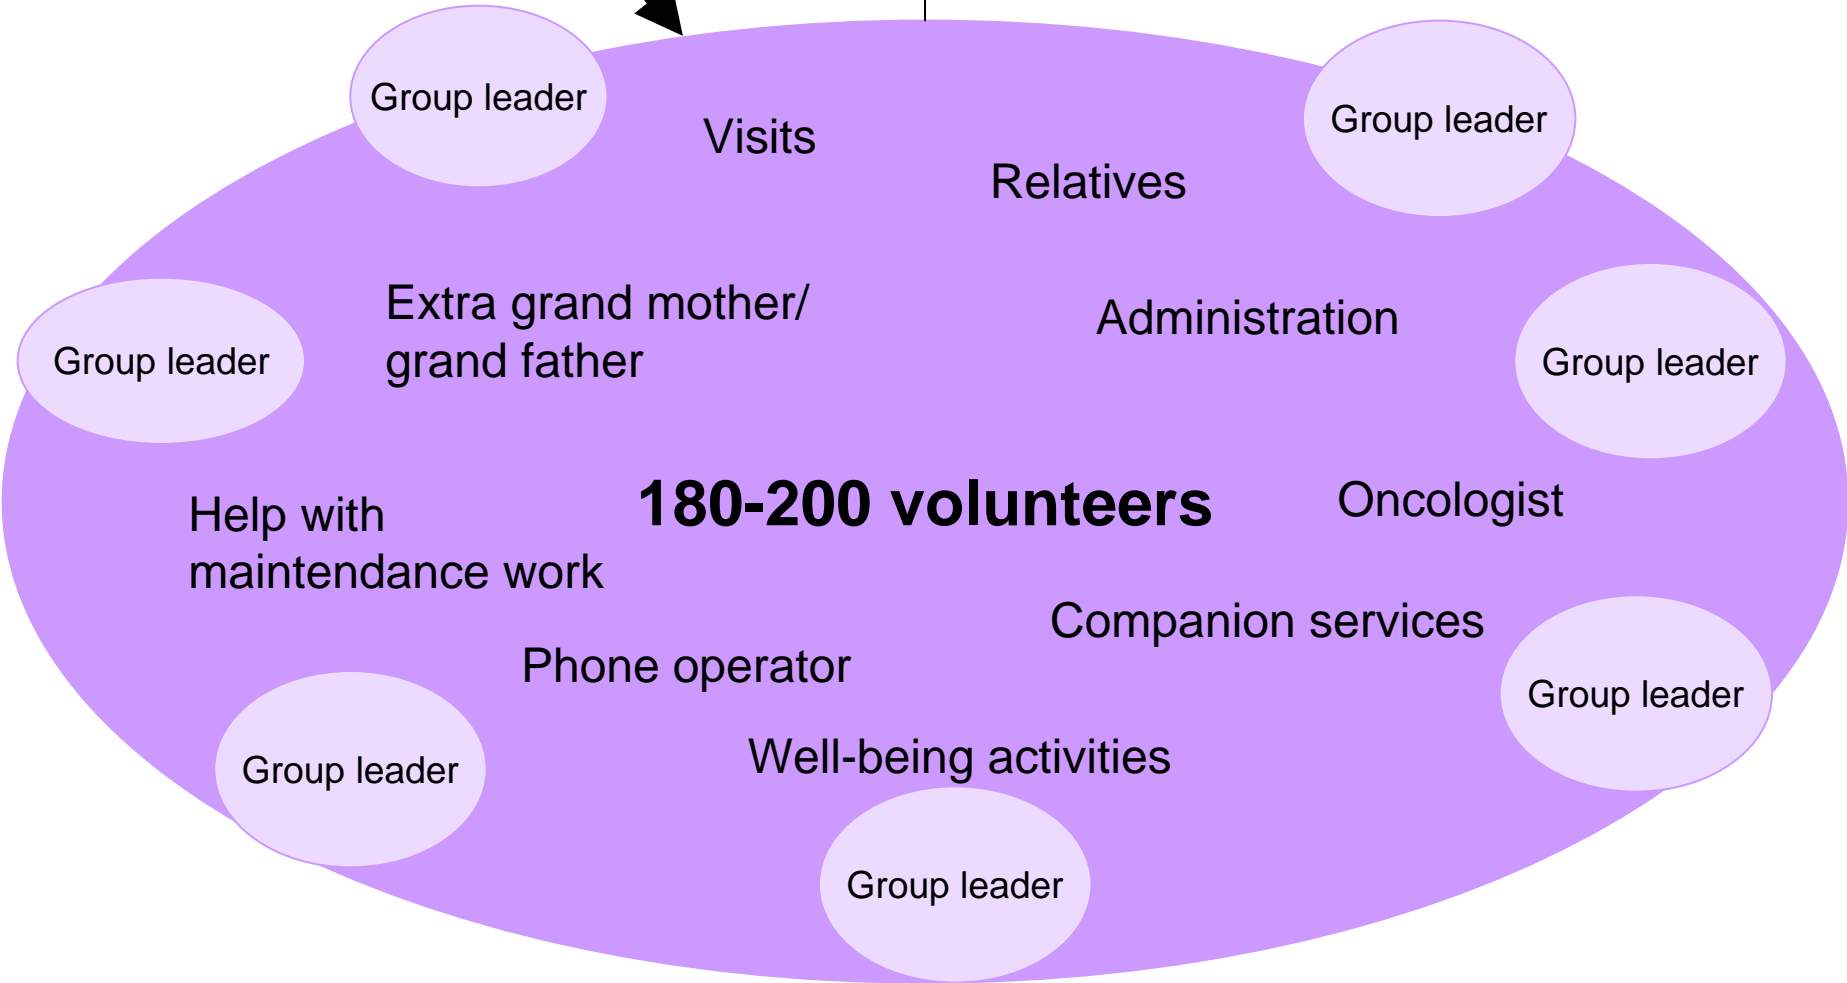 Group leader
Group leader
Visits
Relatives
Extra grand mother/
grand father
Administration
Group leader
Group leader
180-200 volunteers
Oncologist
Help with
maintendance work
Companion services
Phone operator
Group leader
Well-being activities
Group leader
Group leader